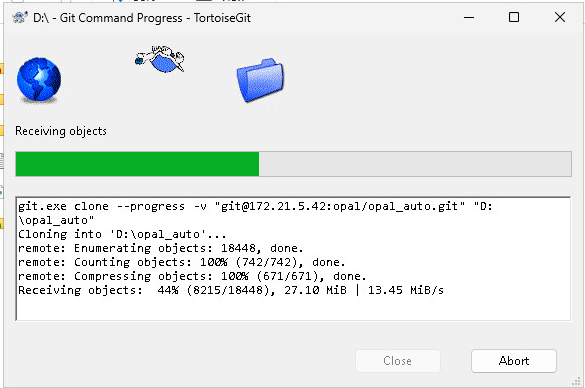 D:\ - Git Command Progress - TortoiseGit
Receiving objects
git.exe clone --progress -v "git@172.21.5.42:opal/opal_auto.git" "D:
\opal_auto"
Cloning into 'D:\opal_auto'...
remote: Enumerating objects: 18448, done.
remote: Counting objects: 100% (742/742), done.
remote: Compressing objects: 100% (671/671), done.
Receiving objects:  44% (8215/18448), 27.10 MiB | 13.45 MiB/s
Close
Abort